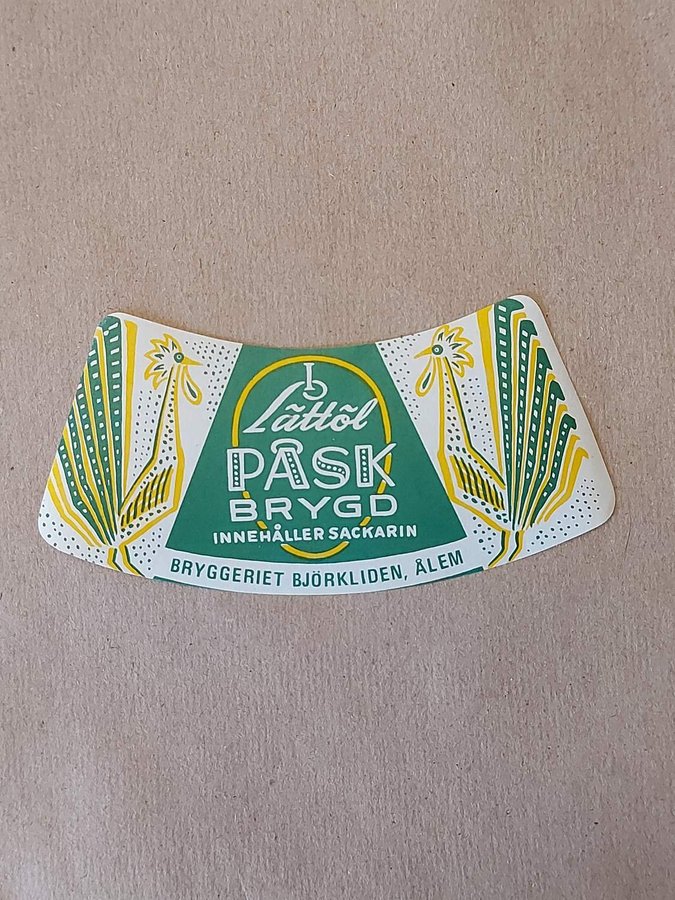 Lättöl
PÅSK
BRYGD
INNEHÅLLER SACKARIN
BRYGGERIET BJÖRKLIDEN, ÅLEM